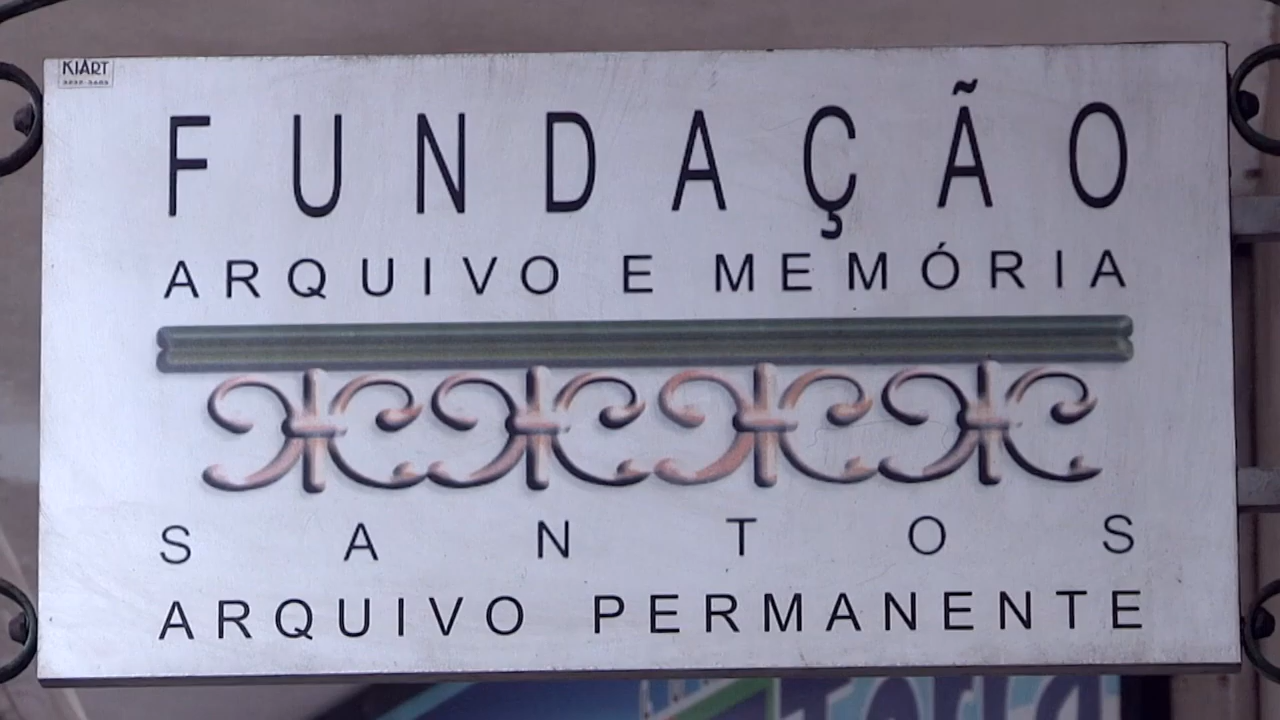 KIART
FUNDAÇÃO
ARQUIVO E MEMÓRIA
SANTOS
ARQUIVO PERMANENTE